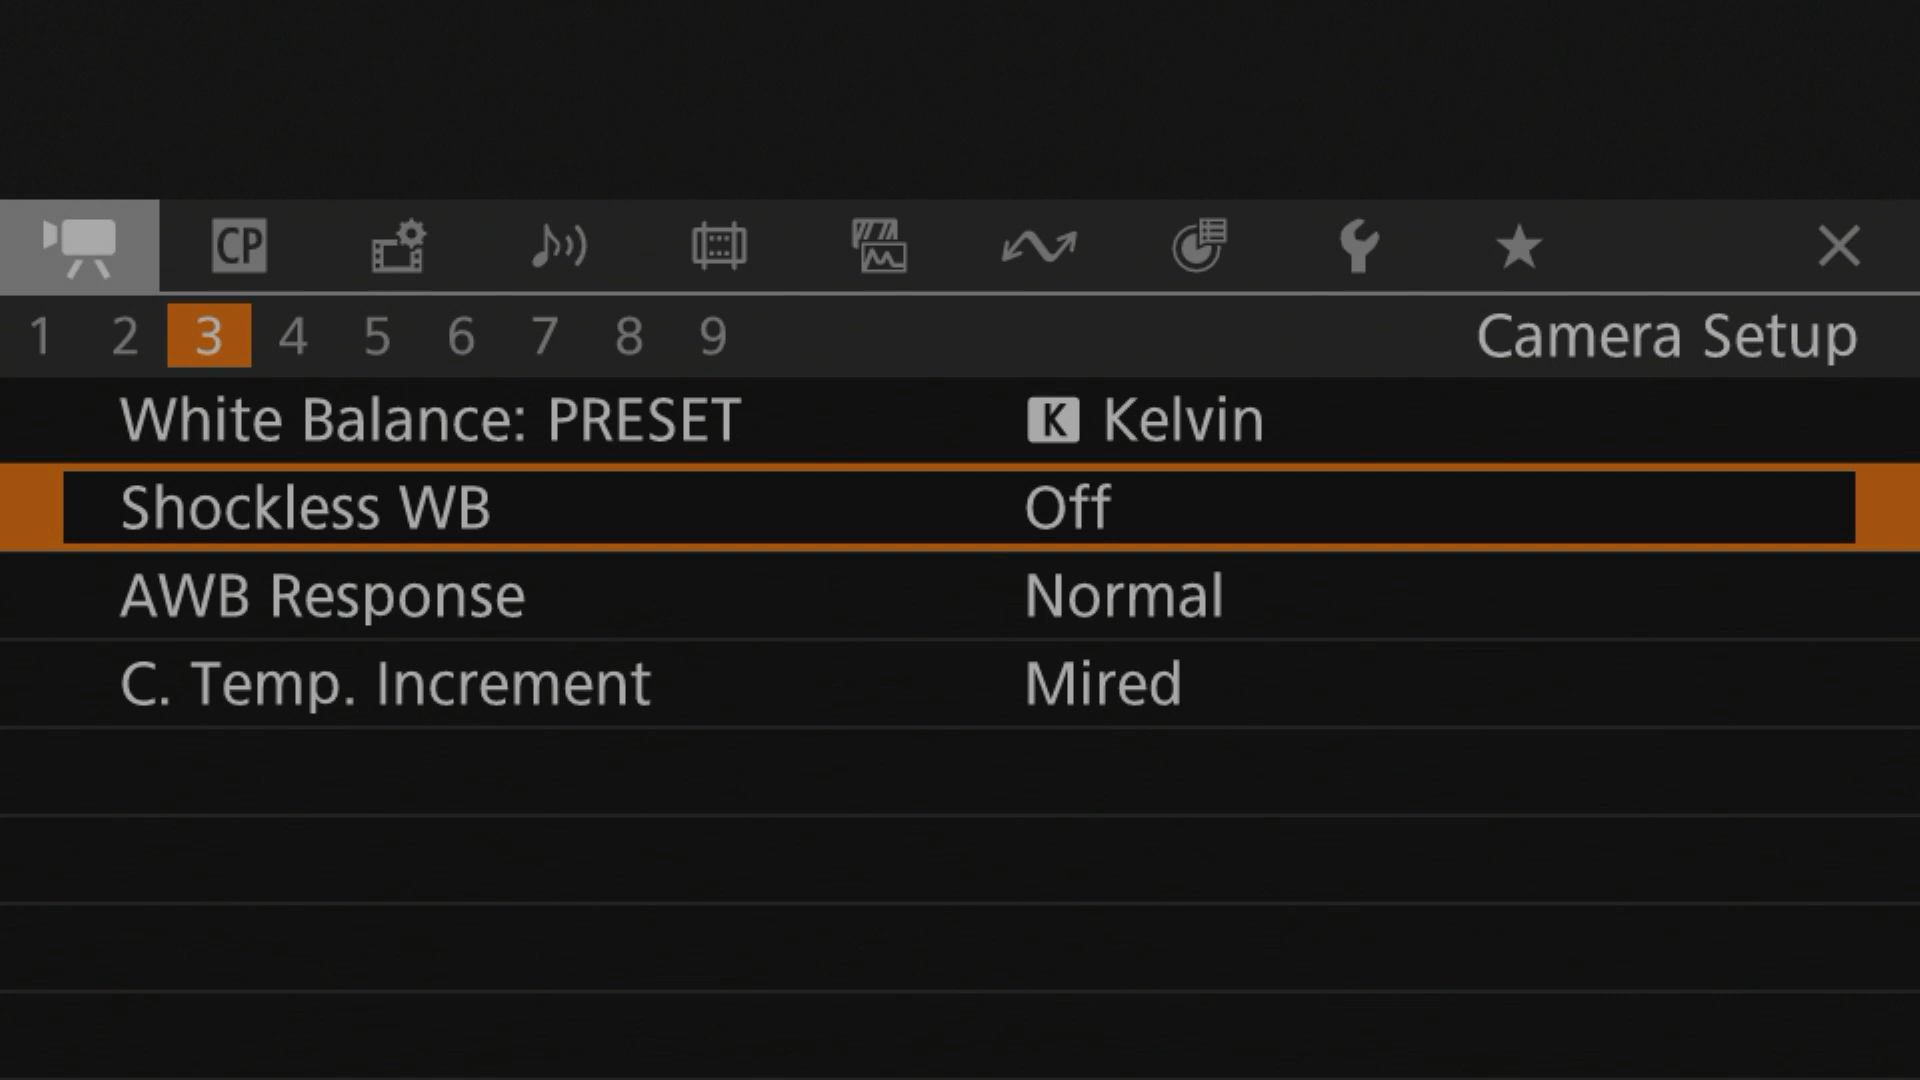 CP
1 2 3 4 5 6 7 8 9 Camera Setup
White Balance: PRESET K Kelvin
Shockless WB Off
AWB Response Normal
C. Temp. Increment Mired